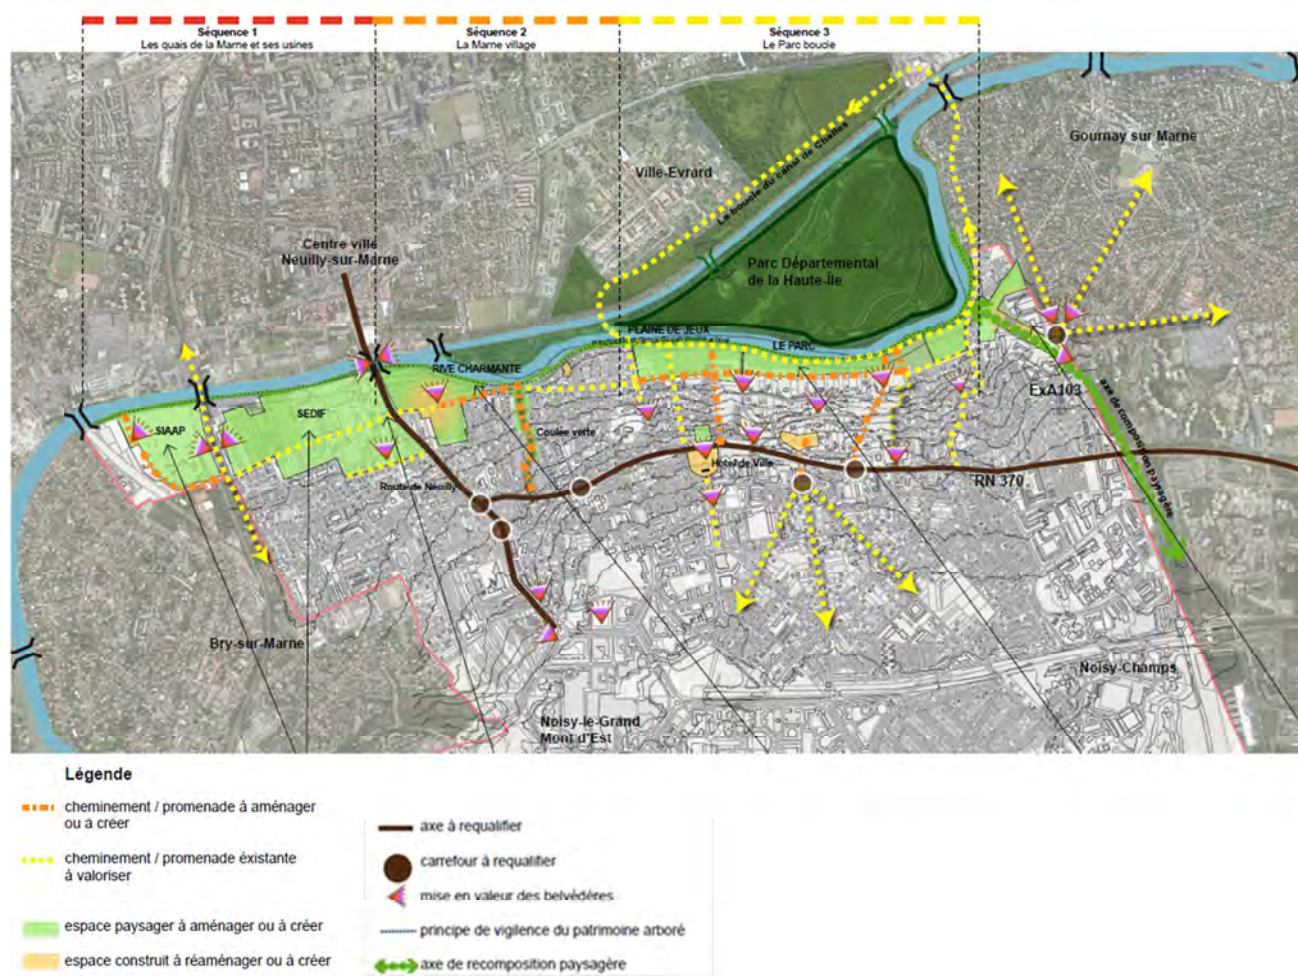 Séquence 1
Les quais de la Marne et ses usines
Séquence 2
La Marne village
Séquence 3
Le Parc boucle
Gournay sur Marne
Ville-Evrard
La boucle du canal de Chelles
Centre ville
Neuilly-sur-Marne
Parc Départemental
de la Haute-Île
PLAINE DE JEUX
LE PARC
RIVE CHARMANTE
ExA103
SEDIF
SIAAP
Coulée verte
axe de composition paysagère
Hotel de Ville
Route de Neuilly
RN 370
Bry-sur-Marne
Noisy-Champs
Noisy-le-Grand
Mont d'Est
Légende
cheminement / promenade à aménager
ou à créer
cheminement / promenade éxistante
à valoriser
espace paysager à aménager ou à créer
espace construit à réaménager ou à créer
axe à requalifier
carrefour à requalifier
mise en valeur des belvédères
principe de vigilence du patrimoine arboré
axe de recomposition paysagère